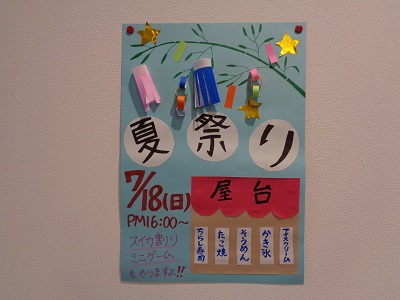 夏祭り
7/18(日)
PM16:00～
スイカ割り
ミニゲーム
もやりますよ!!
屋台
アイスクリーム
かき氷
そうめん
たこ焼
ちらし寿司